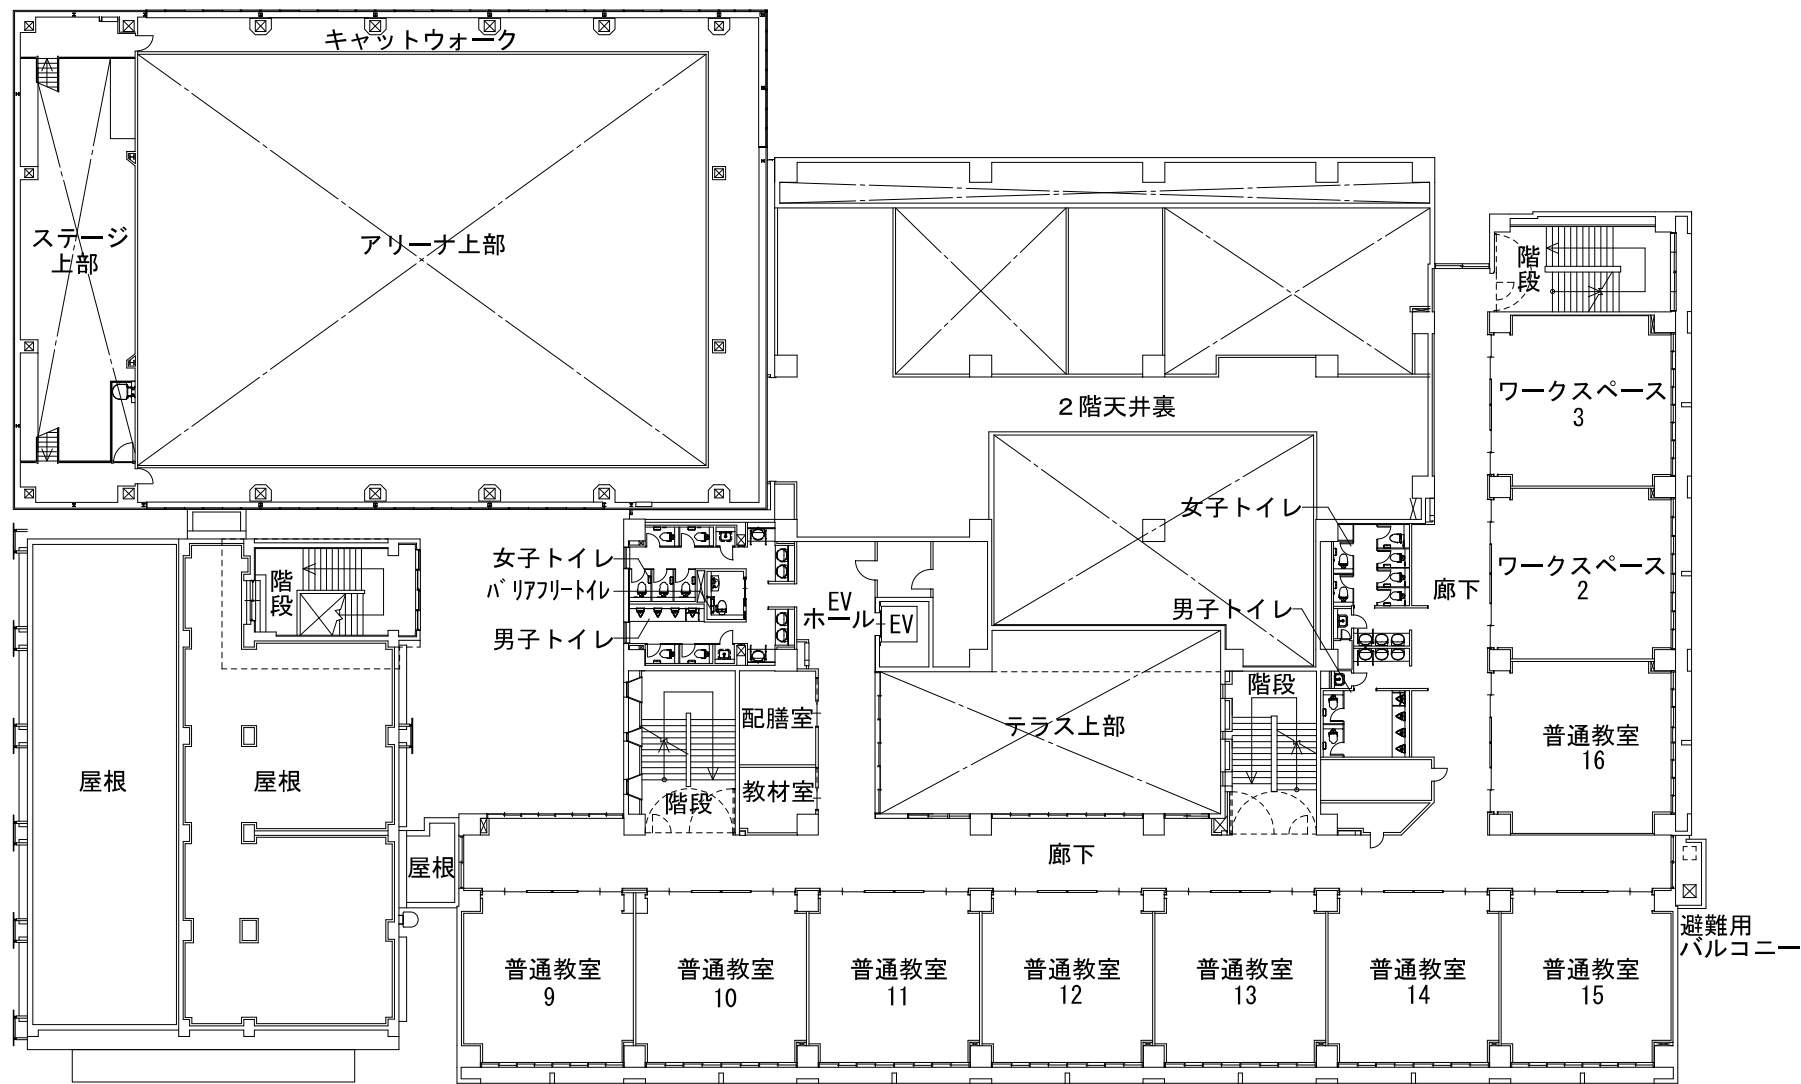 キャットウォーク
ステージ
上部
アリーナ上部
階段
ワークスペース
3
２階天井裏
女子トイレ
女子トイレ
バリアフリートイレ
男子トイレ
階段
EV
ホール
EV
男子トイレ
廊下
ワークスペース
2
階段
配膳室
テラス上部
普通教室
16
屋根
屋根
階段
教材室
屋根
廊下
避難用
バルコニー
普通教室
9
普通教室
10
普通教室
11
普通教室
12
普通教室
13
普通教室
14
普通教室
15